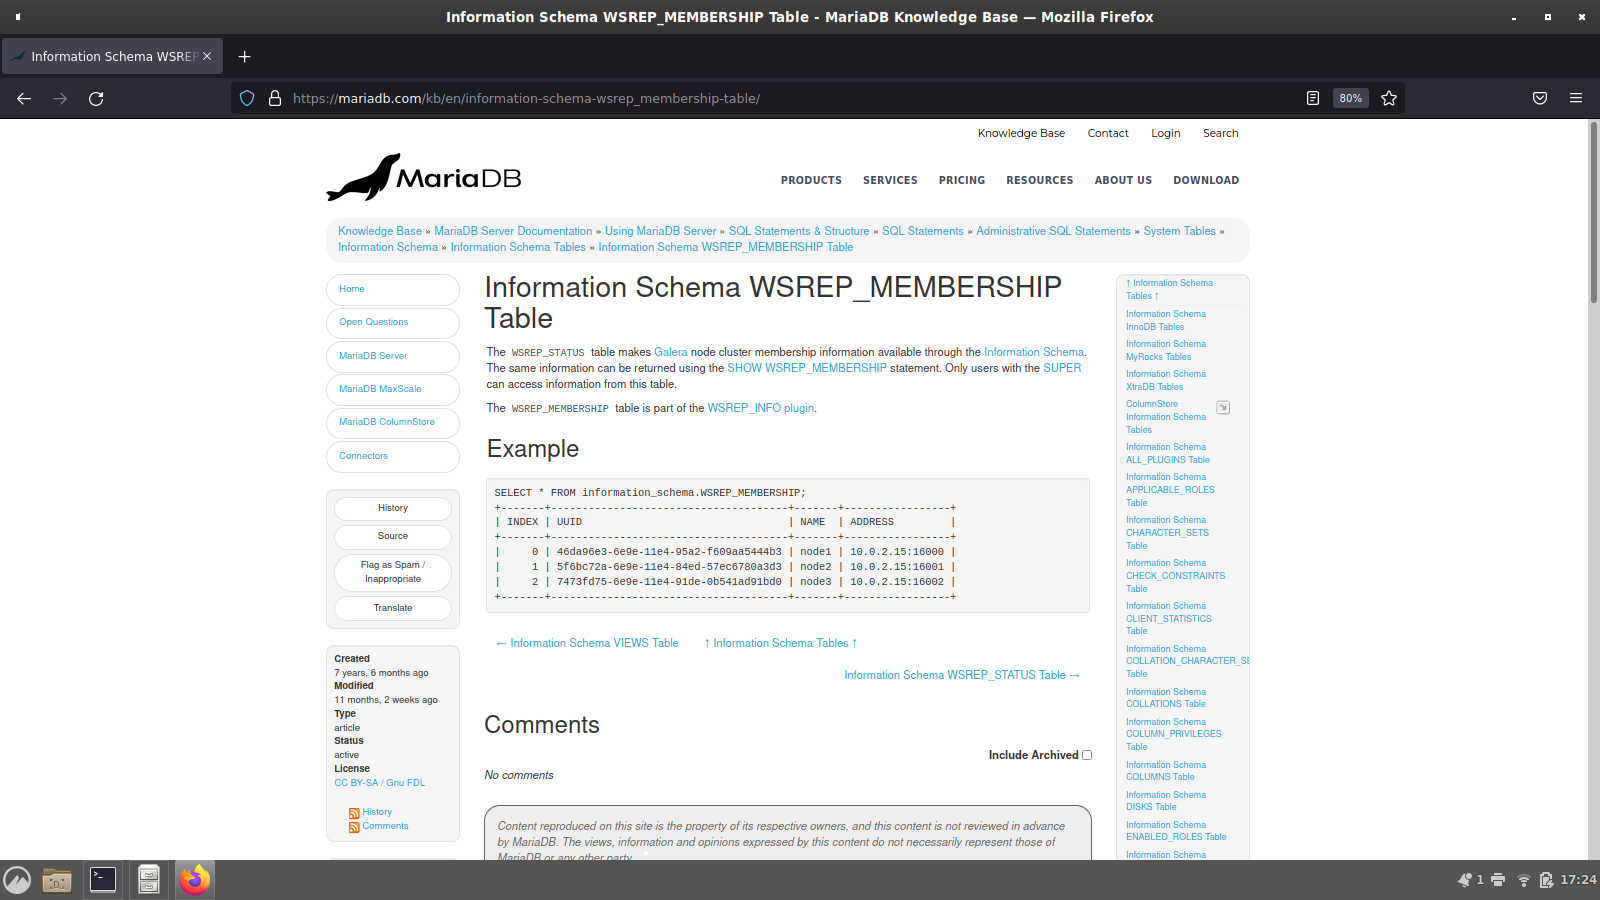 Information Schema WSREP_MEMBERSHIP Table - MariaDB Knowledge Base — Mozilla Firefox
Information Schema WSREP
https://mariadb.com/kb/en/information-schema-wsrep_membership-table/
80%
Knowledge Base Contact Login Search
MariaDB
PRODUCTS SERVICES PRICING RESOURCES ABOUT US DOWNLOAD
Knowledge Base » MariaDB Server Documentation » Using MariaDB Server » SQL Statements & Structure » SQL Statements » Administrative SQL Statements » System Tables »
Information Schema » Information Schema Tables » Information Schema WSREP_MEMBERSHIP Table
Home
Open Questions
MariaDB Server
MariaDB MaxScale
MariaDB ColumnStore
Connectors
History
Source
Flag as Spam /
Inappropriate
Translate
Created
7 years, 6 months ago
Modified
11 months, 2 weeks ago
Type
article
Status
active
License
CC BY-SA / Gnu FDL
History
Comments
Information Schema WSREP_MEMBERSHIP
Table
The WSREP_STATUS table makes Galera node cluster membership information available through the Information Schema.
The same information can be returned using the SHOW WSREP_MEMBERSHIP statement. Only users with the SUPER
can access information from this table.
The WSREP_MEMBERSHIP table is part of the WSREP_INFO plugin.
Example
SELECT * FROM information_schema.WSREP_MEMBERSHIP;
+-------+--------------------------------------+-------+-----------------+
| INDEX | UUID                                 | NAME  | ADDRESS         |
+-------+--------------------------------------+-------+-----------------+
|     0 | 46da96e3-6e9e-11e4-95a2-f609aa5444b3 | node1 | 10.0.2.15:16000 |
|     1 | 5f6bc72a-6e9e-11e4-84ed-57ec6780a3d3 | node2 | 10.0.2.15:16001 |
|     2 | 7473fd75-6e9e-11e4-91de-0b541ad91bd0 | node3 | 10.0.2.15:16002 |
+-------+--------------------------------------+-------+-----------------+
← Information Schema VIEWS Table ↑ Information Schema Tables ↑
Information Schema WSREP_STATUS Table →
Comments
Include Archived
No comments
Content reproduced on this site is the property of its respective owners, and this content is not reviewed in advance
by MariaDB. The views, information and opinions expressed by this content do not necessarily represent those of
MariaDB or any other party.
↑ Information Schema
Tables ↑
Information Schema
InnoDB Tables
Information Schema
MyRocks Tables
Information Schema
XtraDB Tables
ColumnStore
Information Schema
Tables
Information Schema
ALL_PLUGINS Table
Information Schema
APPLICABLE_ROLES
Table
Information Schema
CHARACTER_SETS
Table
Information Schema
CHECK_CONSTRAINTS
Table
Information Schema
CLIENT_STATISTICS
Table
Information Schema
COLLATION_CHARACTER_SE
Table
Information Schema
COLLATIONS Table
Information Schema
COLUMN_PRIVILEGES
Table
Information Schema
COLUMNS Table
Information Schema
DISKS Table
Information Schema
ENABLED_ROLES Table
Information Schema
1
17:24